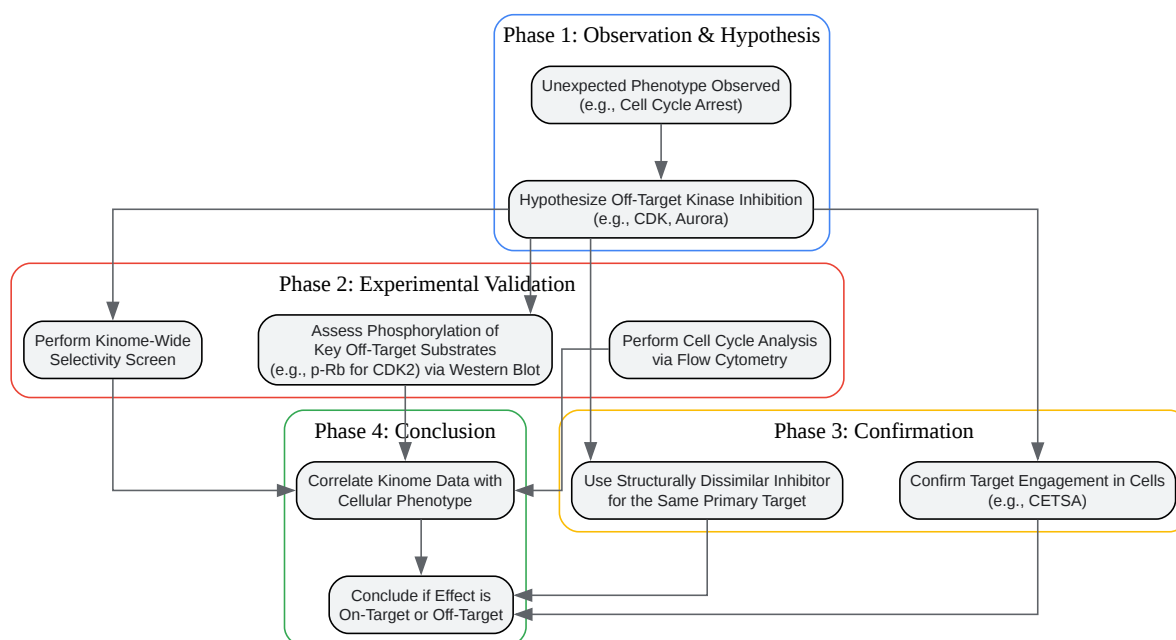 Phase 1: Observation & Hypothesis
Unexpected Phenotype Observed
(e.g., Cell Cycle Arrest)
Hypothesize Off-Target Kinase Inhibition
(e.g., CDK, Aurora)
Phase 2: Experimental Validation
Perform Kinome-Wide
Selectivity Screen
Assess Phosphorylation of
Key Off-Target Substrates
(e.g., p-Rb for CDK2) via Western Blot
Perform Cell Cycle Analysis
via Flow Cytometry
Phase 4: Conclusion
Correlate Kinome Data with
Cellular Phenotype
Conclude if Effect is
On-Target or Off-Target
Phase 3: Confirmation
Use Structurally Dissimilar Inhibitor
for the Same Primary Target
Confirm Target Engagement in Cells
(e.g., CETSA)